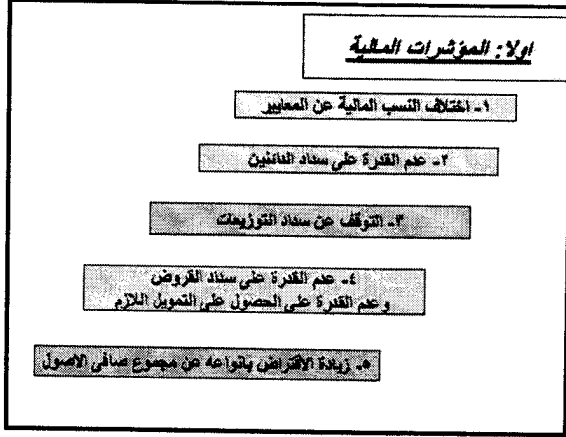 اولا: المؤشرات المالية
١- اختلاف النسب المالية عن المعايير
٢- عدم القدرة على سداد الدائنين
٣- التوقف عن سداد التوزيعات
٤- عدم القدرة على سداد القروض
وعدم القدرة على الحصول على التمويل اللازم
٥- زيادة الاقتراض بانواعه عن مجموع صافى الاصول